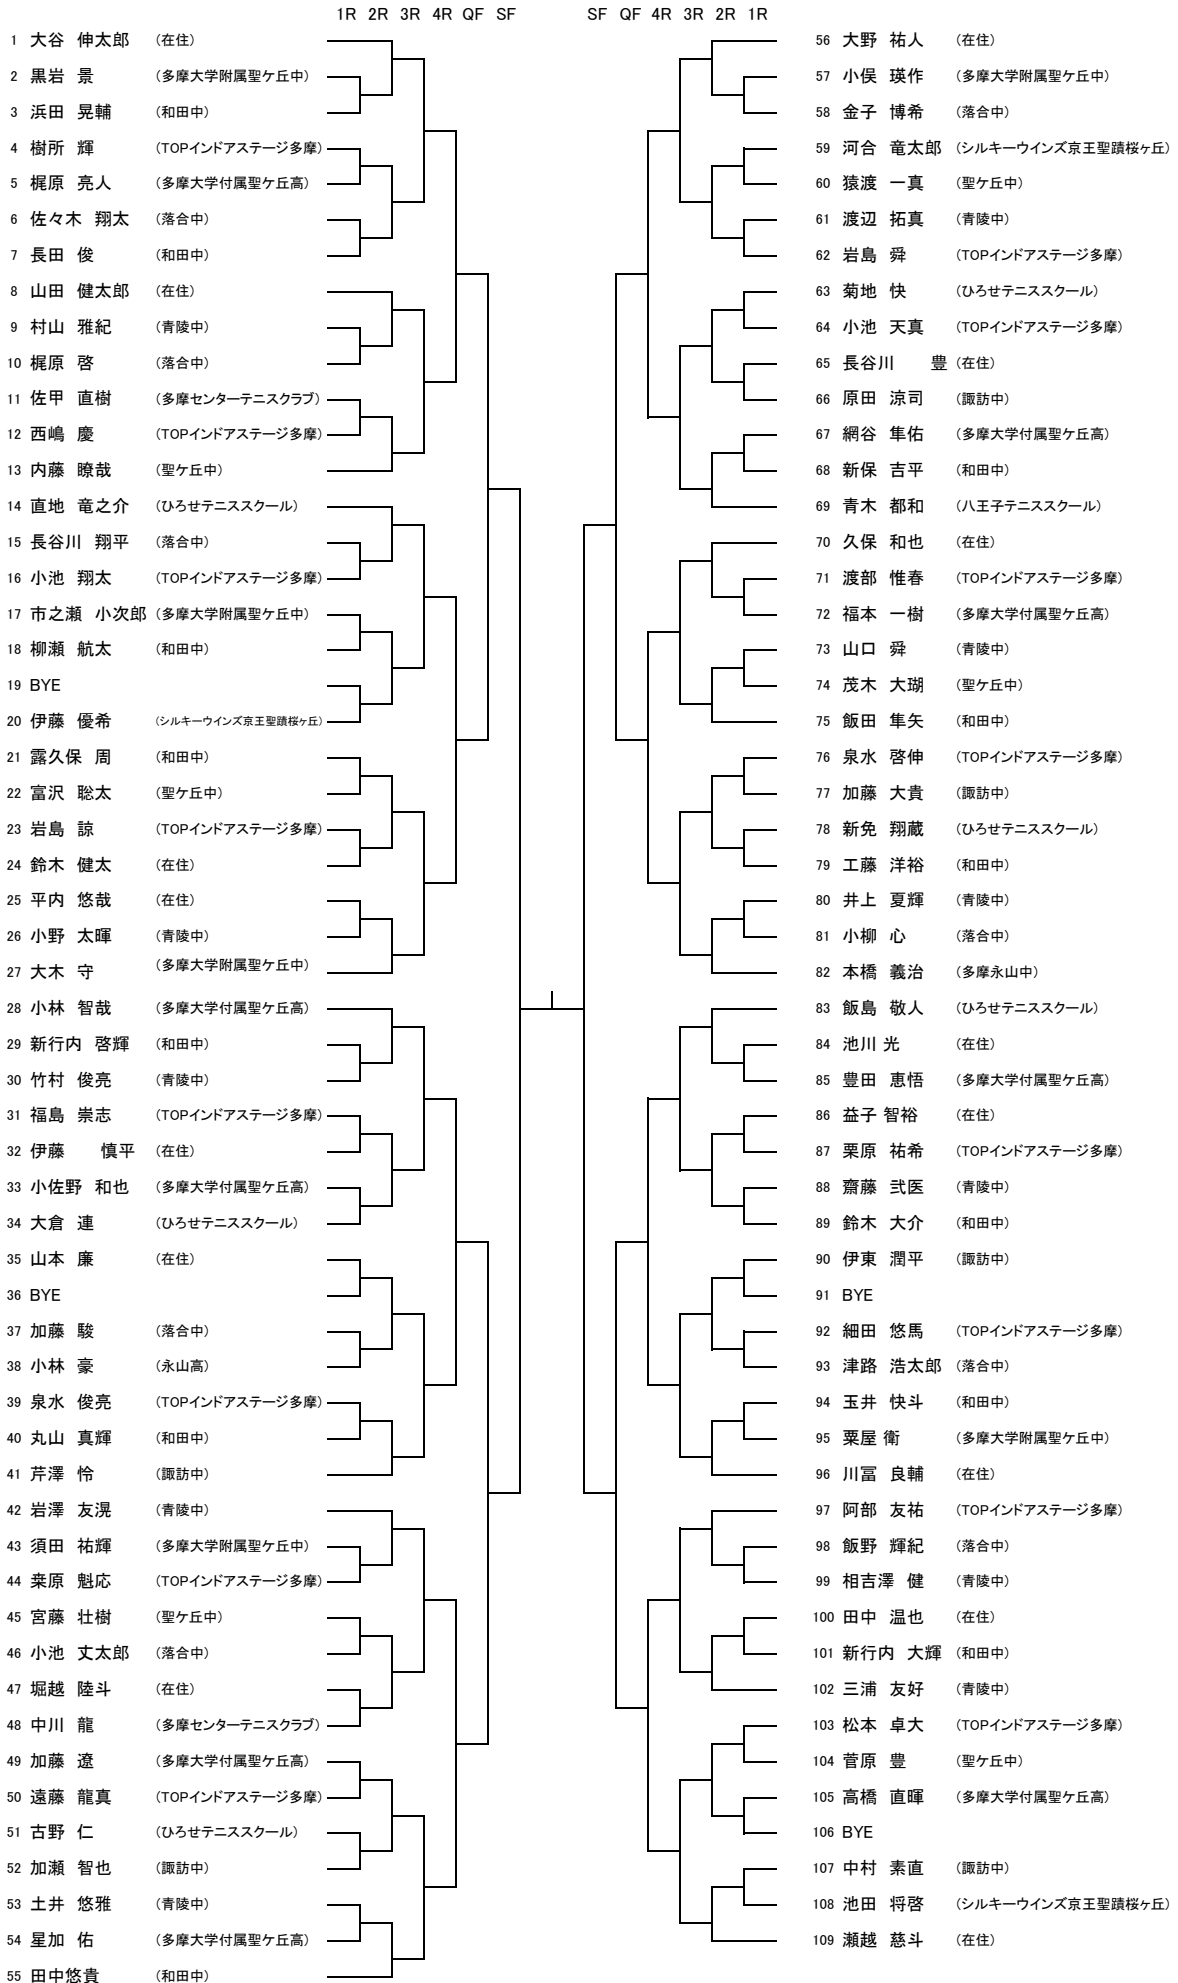 1R 2R 3R 4R QF SF
1 大谷 伸太郎 (在住)
2 黒岩 景 (多摩大学附属聖ケ丘中)
3 浜田 晃輔 (和田中)
4 樹所 輝 (TOPインドアステージ多摩)
5 梶原 亮人 (多摩大学付属聖ケ丘高)
6 佐々木 翔太 (落合中)
7 長田 俊 (和田中)
8 山田 健太郎 (在住)
9 村山 雅紀 (青陵中)
10 梶原 啓 (落合中)
11 佐甲 直樹 (多摩センターテニスクラブ)
12 西嶋 慶 (TOPインドアステージ多摩)
13 内藤 瞭哉 (聖ケ丘中)
14 直地 竜之介 (ひろせテニススクール)
15 長谷川 翔平 (落合中)
16 小池 翔太 (TOPインドアステージ多摩)
17 市之瀬 小次郎 (多摩大学附属聖ケ丘中)
18 柳瀬 航太 (和田中)
19 BYE
20 伊藤 優希 (シルキーウインズ京王聖蹟桜ヶ丘)
21 露久保 周 (和田中)
22 富沢 聡太 (聖ケ丘中)
23 岩島 諒 (TOPインドアステージ多摩)
24 鈴木 健太 (在住)
25 平内 悠哉 (在住)
26 小野 太暉 (青陵中)
27 大木 守 (多摩大学附属聖ケ丘中)
28 小林 智哉 (多摩大学付属聖ケ丘高)
29 新行内 啓輝 (和田中)
30 竹村 俊亮 (青陵中)
31 福島 崇志 (TOPインドアステージ多摩)
32 伊藤 慎平 (在住)
33 小佐野 和也 (多摩大学付属聖ケ丘高)
34 大倉 連 (ひろせテニススクール)
35 山本 廉 (在住)
36 BYE
37 加藤 駿 (落合中)
38 小林 豪 (永山高)
39 泉水 俊亮 (TOPインドアステージ多摩)
40 丸山 真輝 (和田中)
41 芹澤 怜 (諏訪中)
42 岩澤 友滉 (青陵中)
43 須田 祐輝 (多摩大学附属聖ケ丘中)
44 桒原 魁応 (TOPインドアステージ多摩)
45 宮藤 壮樹 (聖ケ丘中)
46 小池 丈太郎 (落合中)
47 堀越 陸斗 (在住)
48 中川 龍 (多摩センターテニスクラブ)
49 加藤 遼 (多摩大学付属聖ケ丘高)
50 遠藤 龍真 (TOPインドアステージ多摩)
51 古野 仁 (ひろせテニススクール)
52 加瀬 智也 (諏訪中)
53 土井 悠雅 (青陵中)
54 星加 佑 (多摩大学付属聖ケ丘高)
55 田中悠貴 (和田中)
SF QF 4R 3R 2R 1R
56 大野 祐人 (在住)
57 小俣 瑛作 (多摩大学附属聖ケ丘中)
58 金子 博希 (落合中)
59 河合 竜太郎 (シルキーウインズ京王聖蹟桜ヶ丘)
60 猿渡 一真 (聖ケ丘中)
61 渡辺 拓真 (青陵中)
62 岩島 舜 (TOPインドアステージ多摩)
63 菊地 快 (ひろせテニススクール)
64 小池 天真 (TOPインドアステージ多摩)
65 長谷川 豊 (在住)
66 原田 涼司 (諏訪中)
67 網谷 隼佑 (多摩大学付属聖ケ丘高)
68 新保 吉平 (和田中)
69 青木 都和 (八王子テニススクール)
70 久保 和也 (在住)
71 渡部 惟春 (TOPインドアステージ多摩)
72 福本 一樹 (多摩大学付属聖ケ丘高)
73 山口 舜 (青陵中)
74 茂木 大瑚 (聖ケ丘中)
75 飯田 隼矢 (和田中)
76 泉水 啓伸 (TOPインドアステージ多摩)
77 加藤 大貴 (諏訪中)
78 新免 翔蔵 (ひろせテニススクール)
79 工藤 洋裕 (和田中)
80 井上 夏輝 (青陵中)
81 小柳 心 (落合中)
82 本橋 義治 (多摩永山中)
83 飯島 敬人 (ひろせテニススクール)
84 池川 光 (在住)
85 豊田 恵悟 (多摩大学付属聖ケ丘高)
86 益子 智裕 (在住)
87 栗原 祐希 (TOPインドアステージ多摩)
88 齋藤 弐医 (青陵中)
89 鈴木 大介 (和田中)
90 伊東 潤平 (諏訪中)
91 BYE
92 細田 悠馬 (TOPインドアステージ多摩)
93 津路 浩太郎 (落合中)
94 玉井 快斗 (和田中)
95 粟屋 衛 (多摩大学附属聖ケ丘中)
96 川冨 良輔 (在住)
97 阿部 友祐 (TOPインドアステージ多摩)
98 飯野 輝紀 (落合中)
99 相吉澤 健 (青陵中)
100 田中 温也 (在住)
101 新行内 大輝 (和田中)
102 三浦 友好 (青陵中)
103 松本 卓大 (TOPインドアステージ多摩)
104 菅原 豊 (聖ケ丘中)
105 高橋 直暉 (多摩大学付属聖ケ丘高)
106 BYE
107 中村 素直 (諏訪中)
108 池田 将啓 (シルキーウインズ京王聖蹟桜ヶ丘)
109 瀬越 慈斗 (在住)